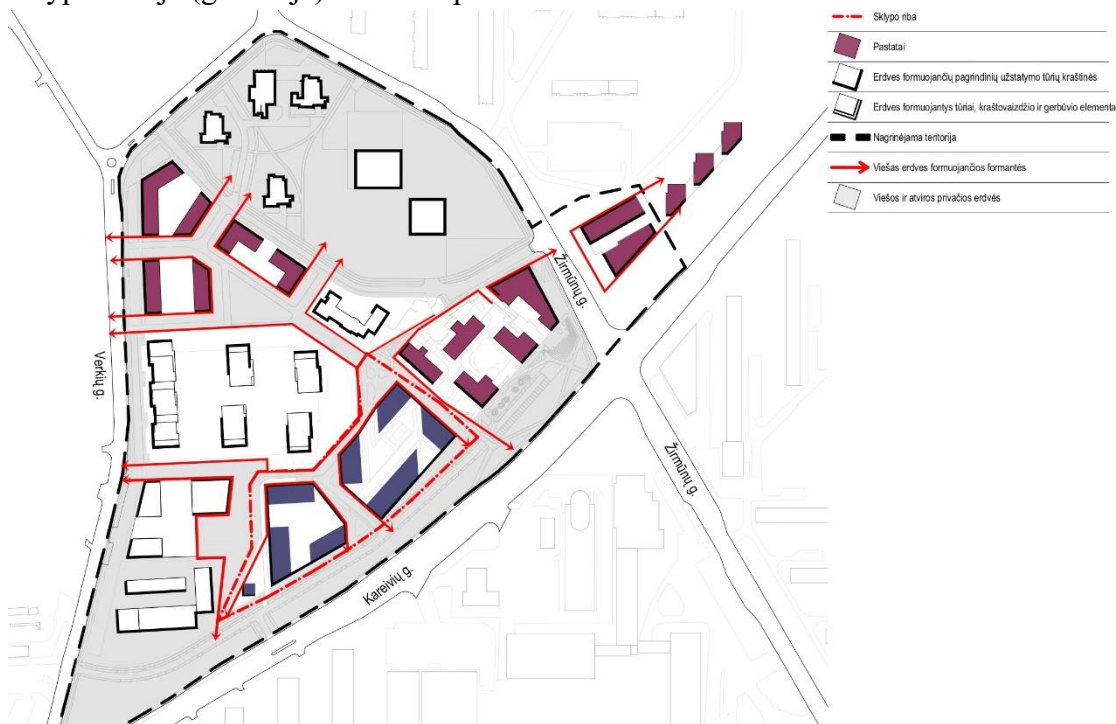 Sklypo riba
Pastatai
Erdves formuojančių pagrindinių užstatymo tūrių kraštinės
Erdves formuojantys tūriai, kraštovaizdžio ir gerbūvio elementa
Nagrinėjama teritorija
Viešas erdves formuojančios formantės
Viešos ir atviros privačios erdvės
Žirmūnų g.
Verkių g.
Žirmūnų g.
Kareivių g.